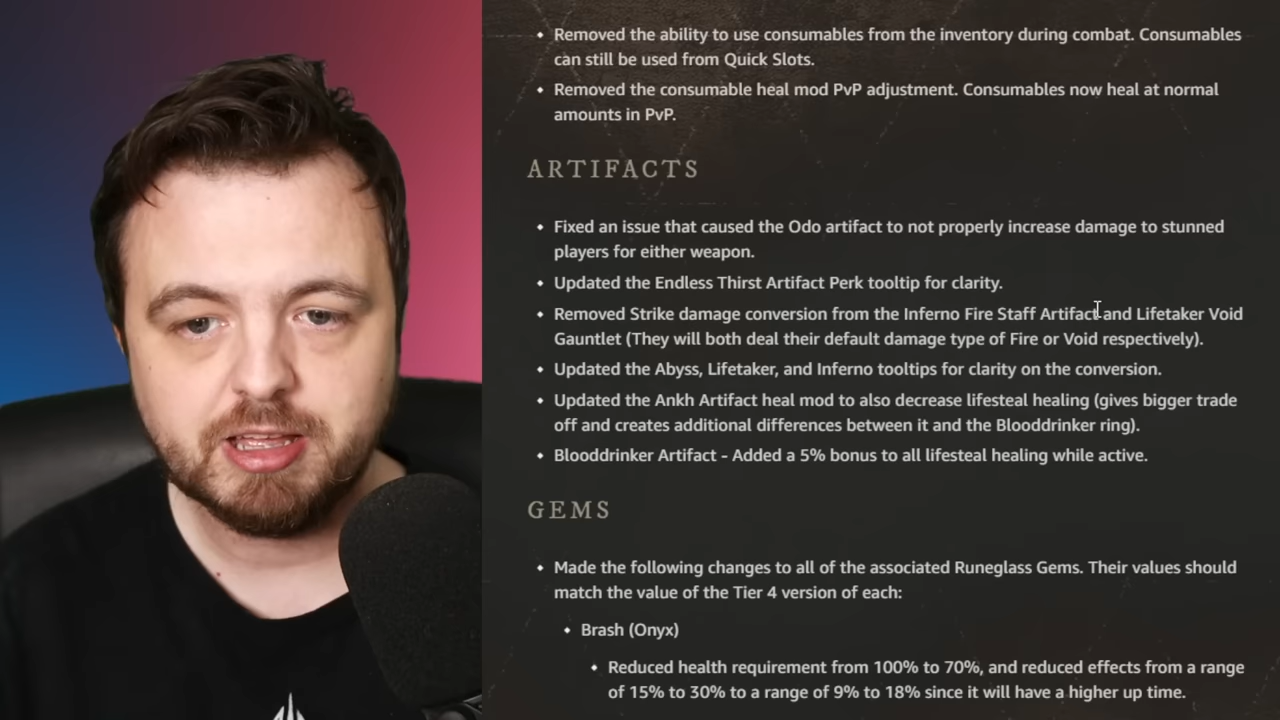 Removed the ability to use consumables from the inventory during combat. Consumables
can still be used from Quick Slots.
Removed the consumable heal mod PvP adjustment. Consumables now heal at normal
amounts in PvP.
ARTIFACTS
Fixed an issue that caused the Odo artifact to not properly increase damage to stunned
players for either weapon.
Updated the Endless Thirst Artifact Perk tooltip for clarity.
Removed Strike damage conversion from the Inferno Fire Staff Artifact and Lifetaker Void
Gauntlet (They will both deal their default damage type of Fire or Void respectively).
Updated the Abyss, Lifetaker, and Inferno tooltips for clarity on the conversion.
Updated the Ankh Artifact heal mod to also decrease lifesteal healing (gives bigger trade
off and creates additional differences between it and the Blooddrinker ring).
Blooddrinker Artifact - Added a 5% bonus to all lifesteal healing while active.
GEMS
Made the following changes to all of the associated Runeglass Gems. Their values should
match the value of the Tier 4 version of each:
Brash (Onyx)
Reduced health requirement from 100% to 70%, and reduced effects from a range
of 15% to 30% to a range of 9% to 18% since it will have a higher up time.